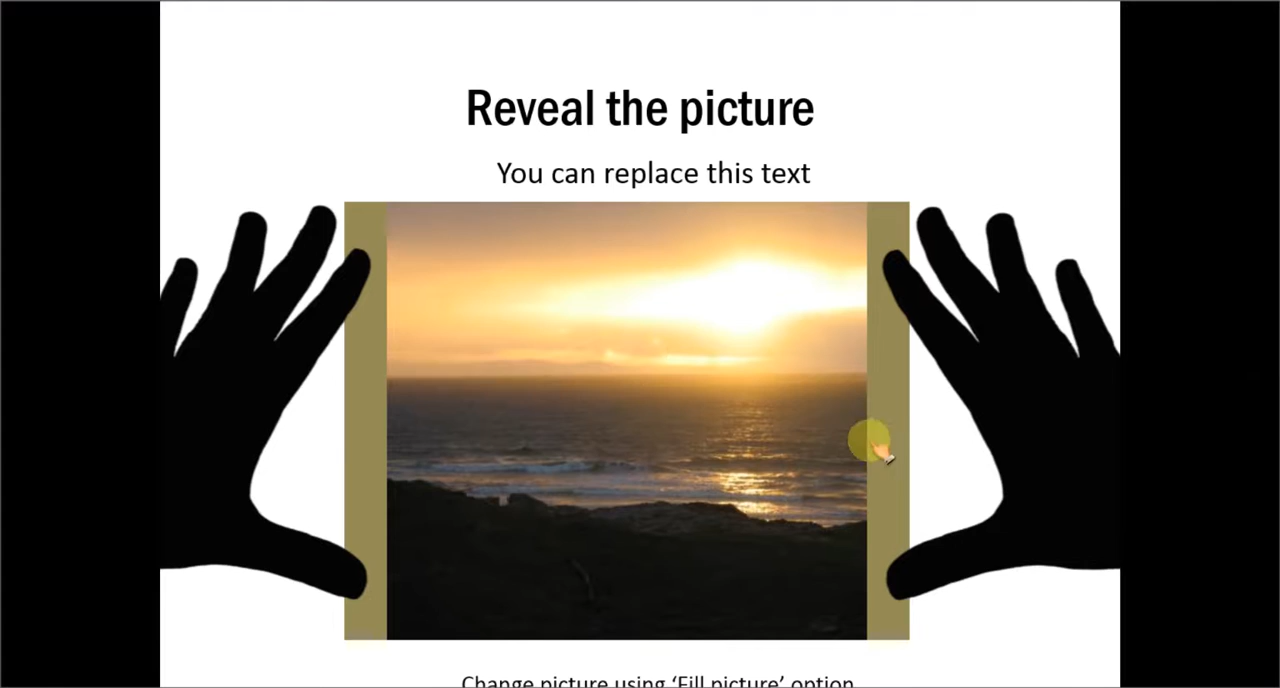 Reveal the picture
You can replace this text
Change picture using ‘Fill picture’ option